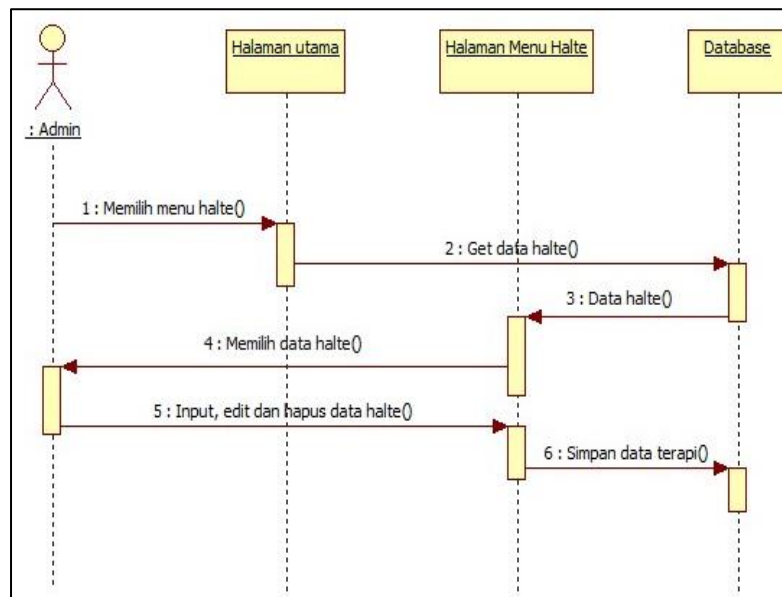 Halaman utama
Halaman Menu Halte
Database
: Admin
1 : Memilih menu halte()
2 : Get data halte()
3 : Data halte()
4 : Memilih data halte()
5 : Input, edit dan hapus data halte()
6 : Simpan data terapi()